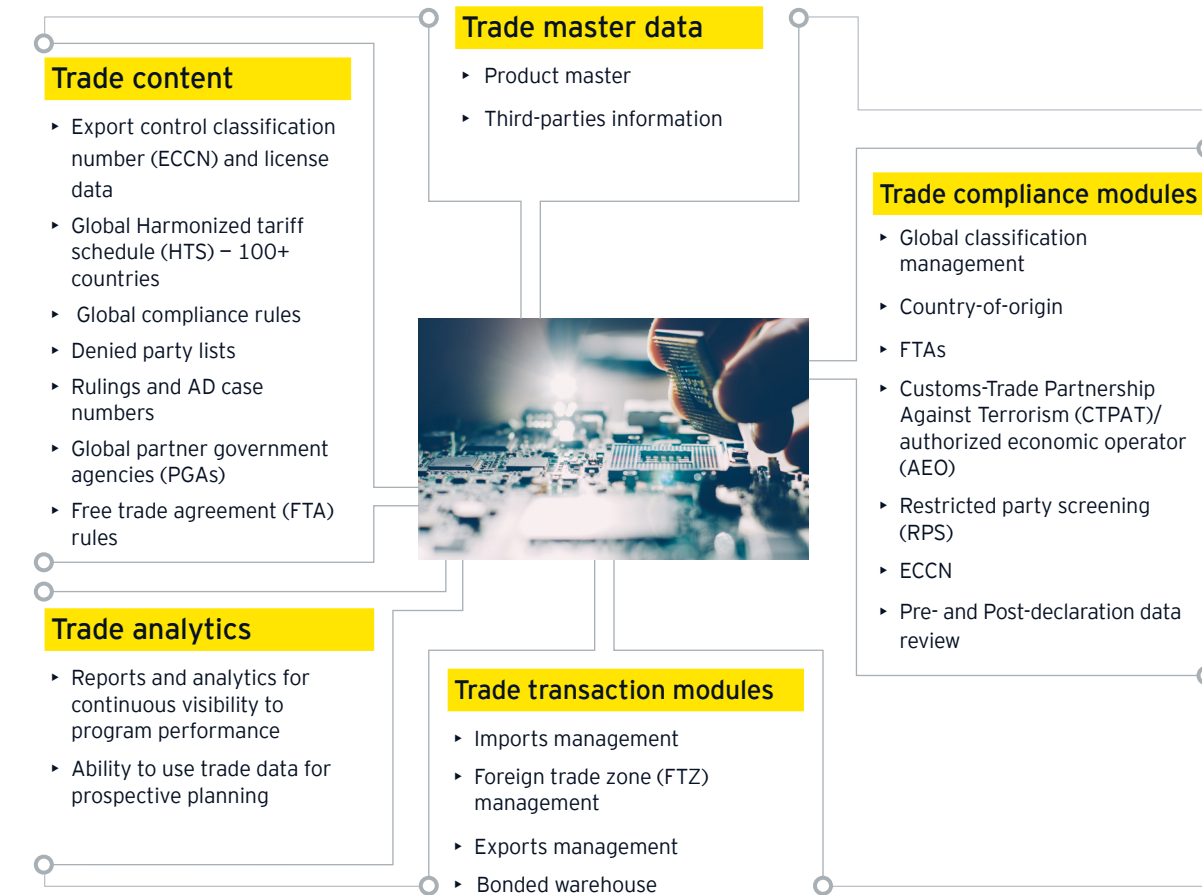 Trade master data
▸ Product master
▸ Third-parties information
Trade content
▸ Export control classification
number (ECCN) and license
data
▸ Global Harmonized tariff
schedule (HTS) – 100+
countries
▸ Global compliance rules
▸ Denied party lists
▸ Rulings and AD case
numbers
▸ Global partner government
agencies (PGAs)
▸ Free trade agreement (FTA)
rules
Trade compliance modules
▸ Global classification
management
▸ Country-of-origin
▸ FTAs
▸ Customs-Trade Partnership
Against Terrorism (CTPAT)/
authorized economic operator
(AEO)
▸ Restricted party screening
(RPS)
▸ ECCN
▸ Pre- and Post-declaration data
review
Trade analytics
▸ Reports and analytics for
continuous visibility to
program performance
▸ Ability to use trade data for
prospective planning
Trade transaction modules
▸ Imports management
▸ Foreign trade zone (FTZ)
management
▸ Exports management
▸ Bonded warehouse